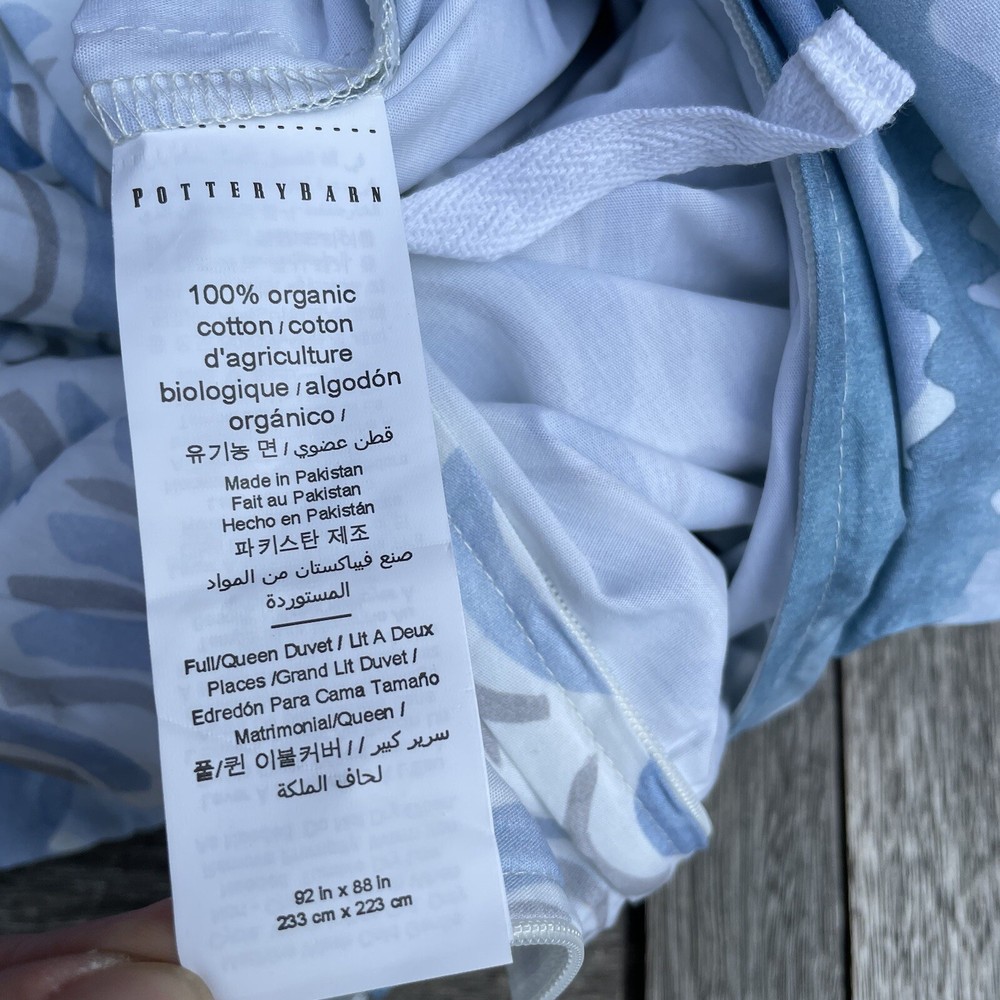 POTTERYBARN
100% organic
cotton / coton
d'agriculture
biologique / algodón
orgánico /
유기농 면 / قطن عضوي
Made in Pakistan
Fait au Pakistan
Hecho en Pakistán
파키스탄 제조
صنع فيباكستان من المواد
المستوردة
Full/Queen Duvet / Lit A Deux
Places /Grand Lit Duvet /
Edredón Para Cama Tamaño
Matrimonial/Queen /
풀/퀸 이불커버 / / سرير كبير
لحاف الملكة
92 in x 88 in
233 cm x 223 cm